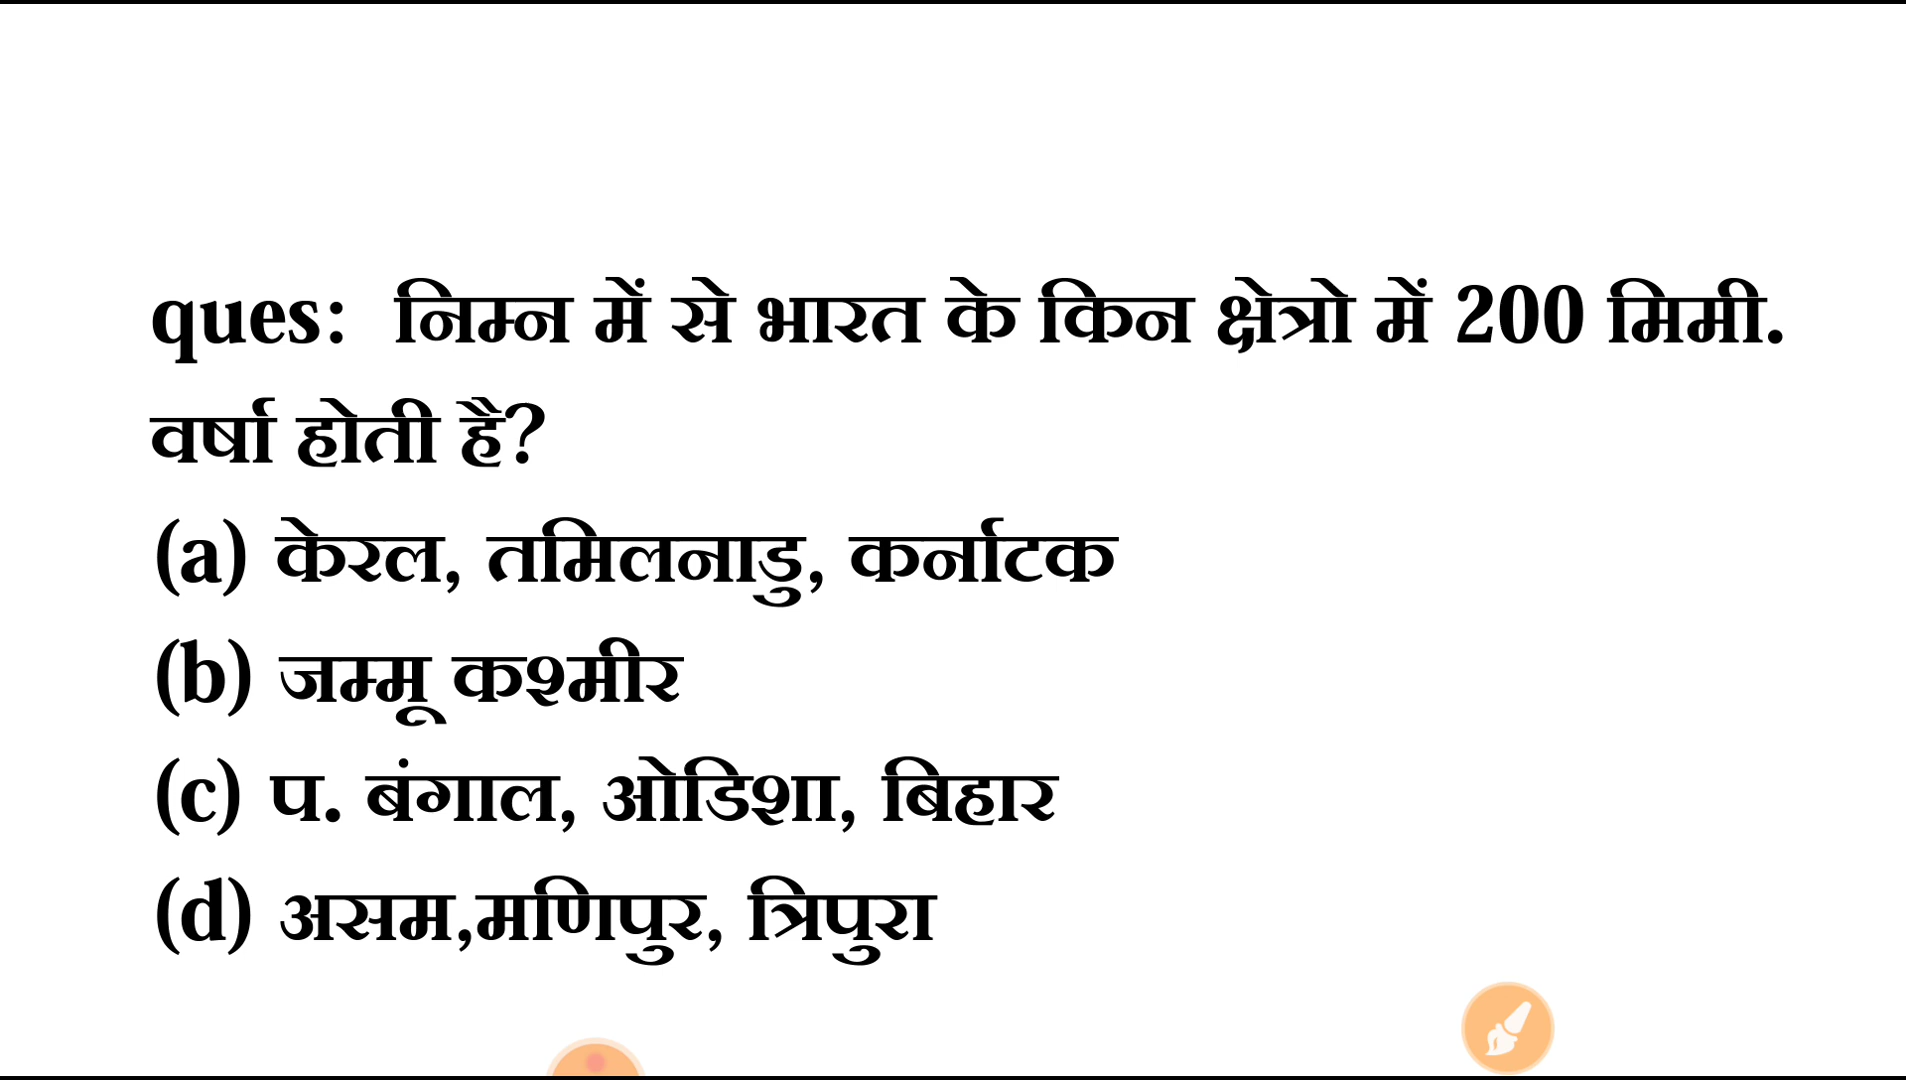 ques: निम्न में से भारत के किन क्षेत्रो में 200 मिमी.
वर्षा होती है?
(a) केरल, तमिलनाडु, कर्नाटक
(b) जम्मू कश्मीर
(c) प. बंगाल, ओडिशा, बिहार
(d) असम,मणिपुर, त्रिपुरा